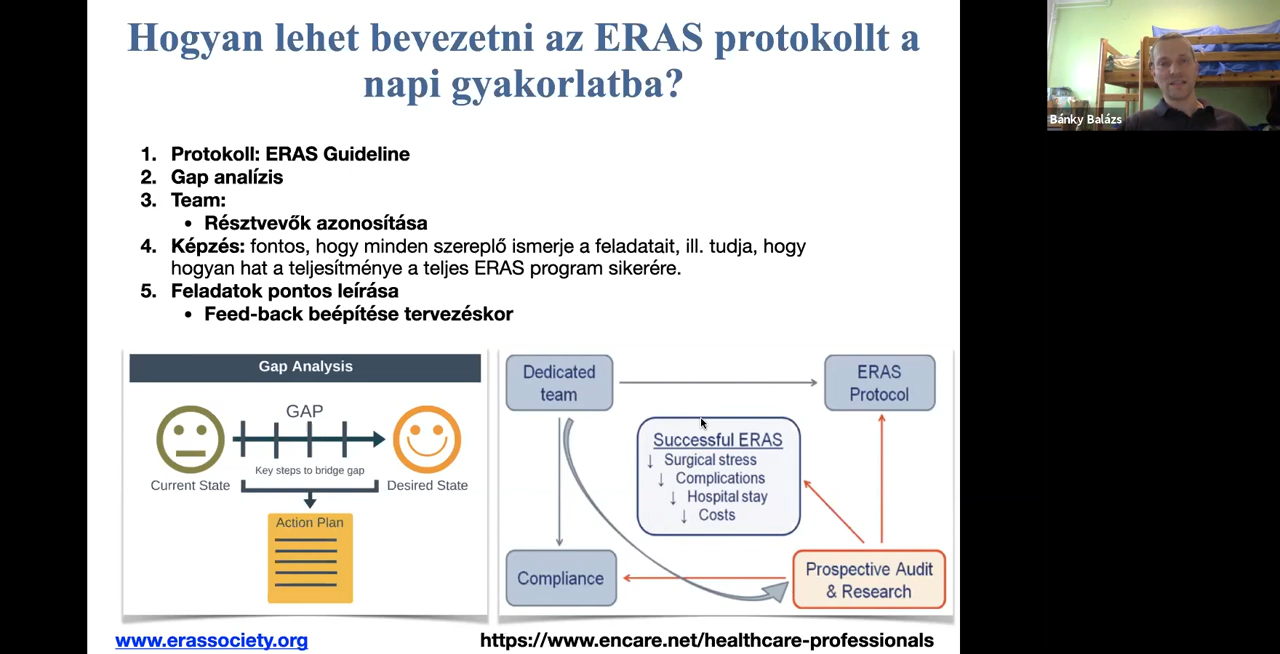 Hogyan lehet bevezetni az ERAS protokollt a
napi gyakorlatba?
Bánky Balázs
1. Protokoll: ERAS Guideline
2. Gap analízis
3. Team:
• Résztvevők azonosítása
4. Képzés: fontos, hogy minden szereplő ismerje a feladatait, ill. tudja, hogy
hogyan hat a teljesítménye a teljes ERAS program sikerére.
5. Feladatok pontos leírása
• Feed-back beépítése tervezéskor
Gap Analysis
GAP
Key steps to bridge gap
Current State
Desired State
Action Plan
Dedicated
team
ERAS
Protocol
Successful ERAS
↓ Surgical stress
↓ Complications
↓ Hospital stay
↓ Costs
Compliance
Prospective Audit
& Research
www.erassociety.org
https://www.encare.net/healthcare-professionals